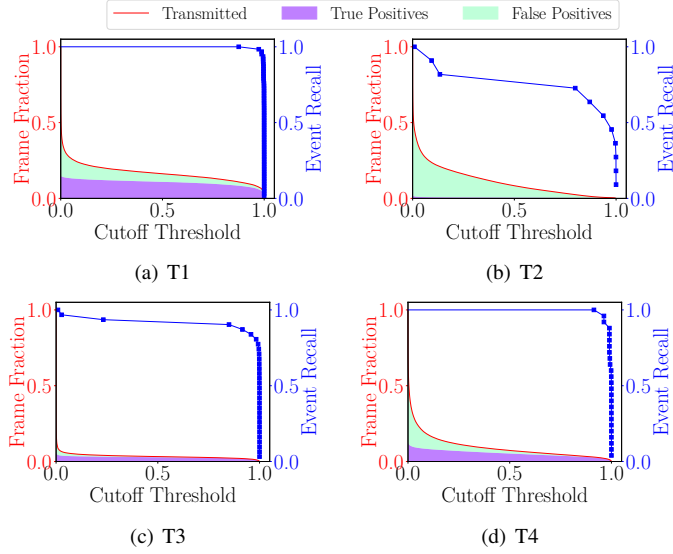 Transmitted True Positives False Positives
1.0 1.0 1.0 1.0
Frame Fraction Event Recall Frame Fraction Event Recall
0.5 0.5 0.5 0.5
0.0 0.0 0.0 0.0
0.0 0.5 1.0 0.0 0.5 1.0
Cutoff Threshold Cutoff Threshold
(a) T1 (b) T2
1.0 1.0 1.0 1.0
Frame Fraction Event Recall Frame Fraction Event Recall
0.5 0.5 0.5 0.5
0.0 0.0 0.0 0.0
0.0 0.5 1.0 0.0 0.5 1.0
Cutoff Threshold Cutoff Threshold
(c) T3 (d) T4